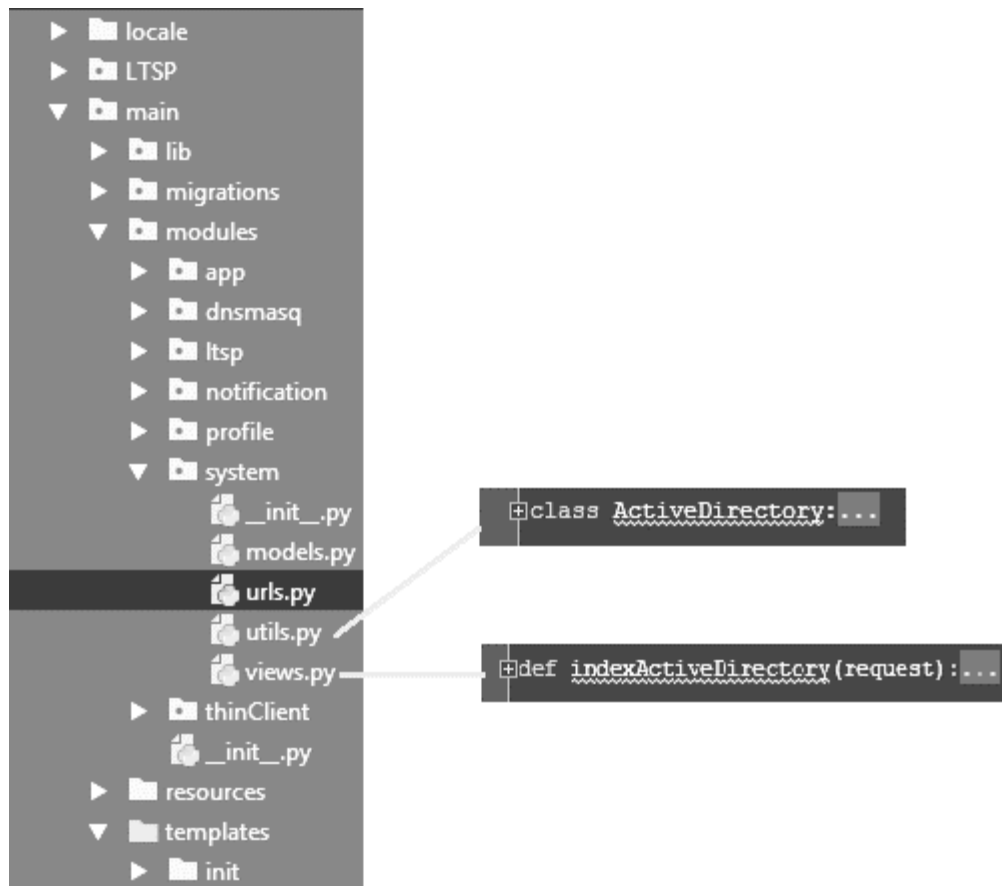 locale
LTSP
main
lib
migrations
modules
app
dnsmasq
ltsp
notification
profile
system
__init__.py
models.py
urls.py
utils.py
views.py
thinClient
__init__.py
resources
templates
init
class ActiveDirectory:...
def indexActiveDirectory(request):...